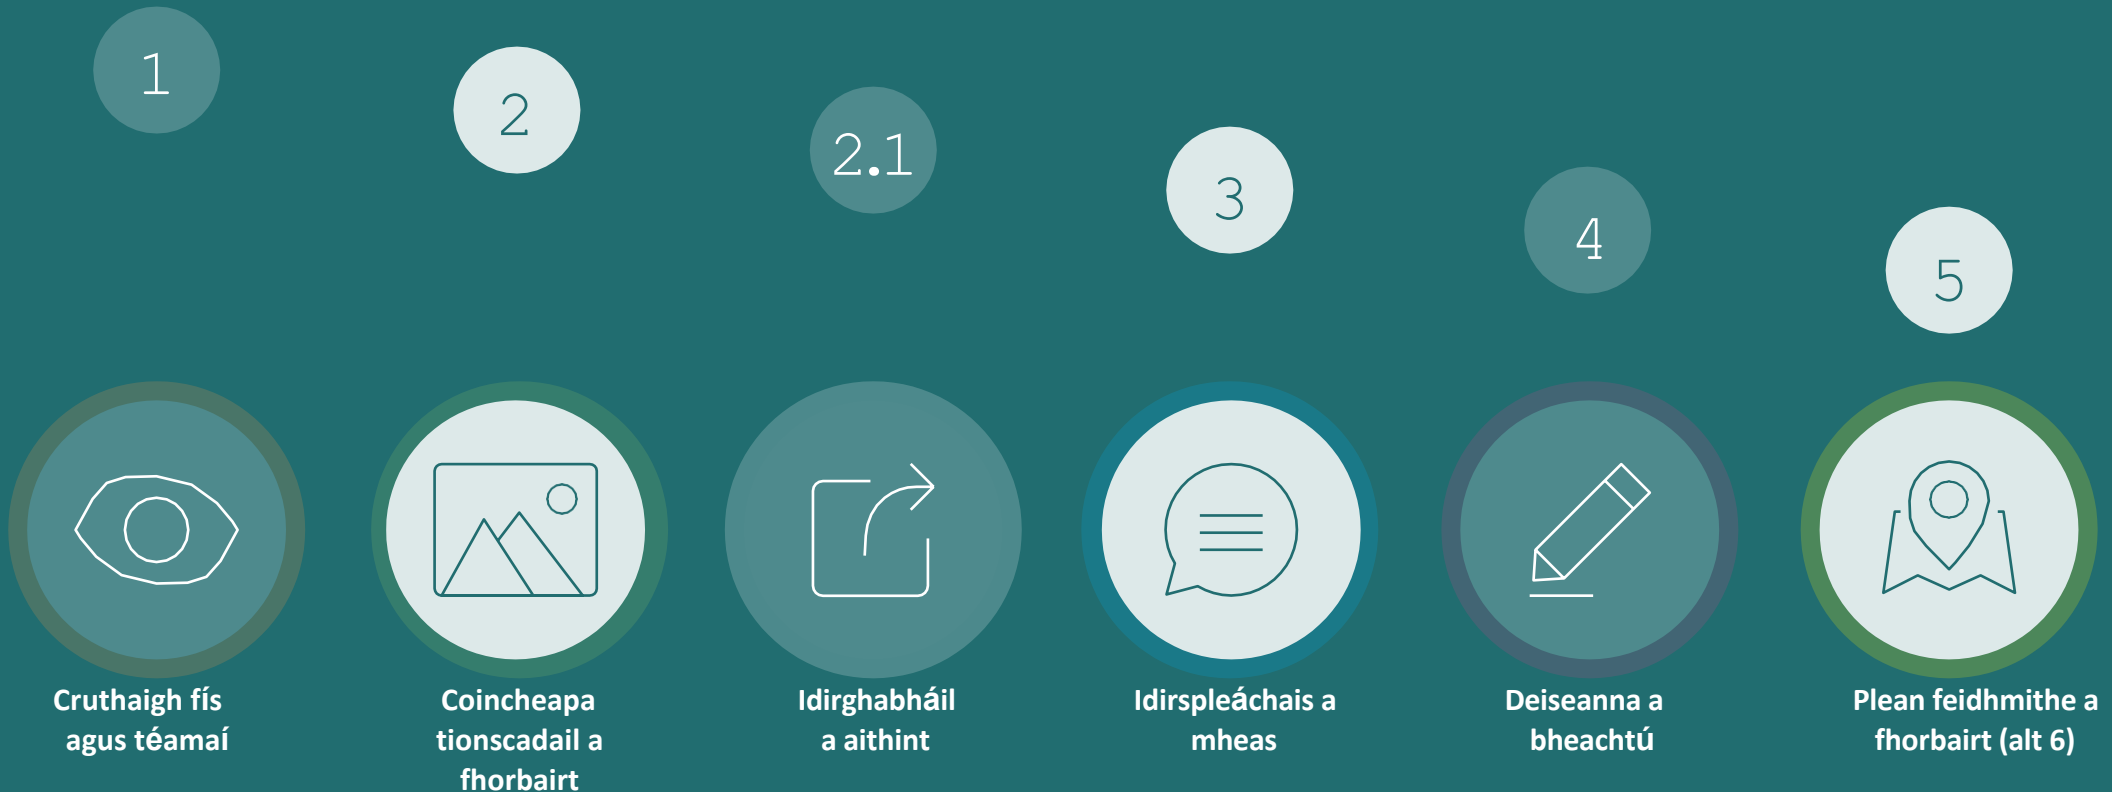 1
2
2.1
3
4
5
Cruthaigh fís
agus téamaí
Coincheapa
tionscadail a
fhorbairt
Idirghabháil
a aithint
Idirspleáchais a
mheas
Deiseanna a
bheachtú
Plean feidhmithe a
fhorbairt (alt 6)